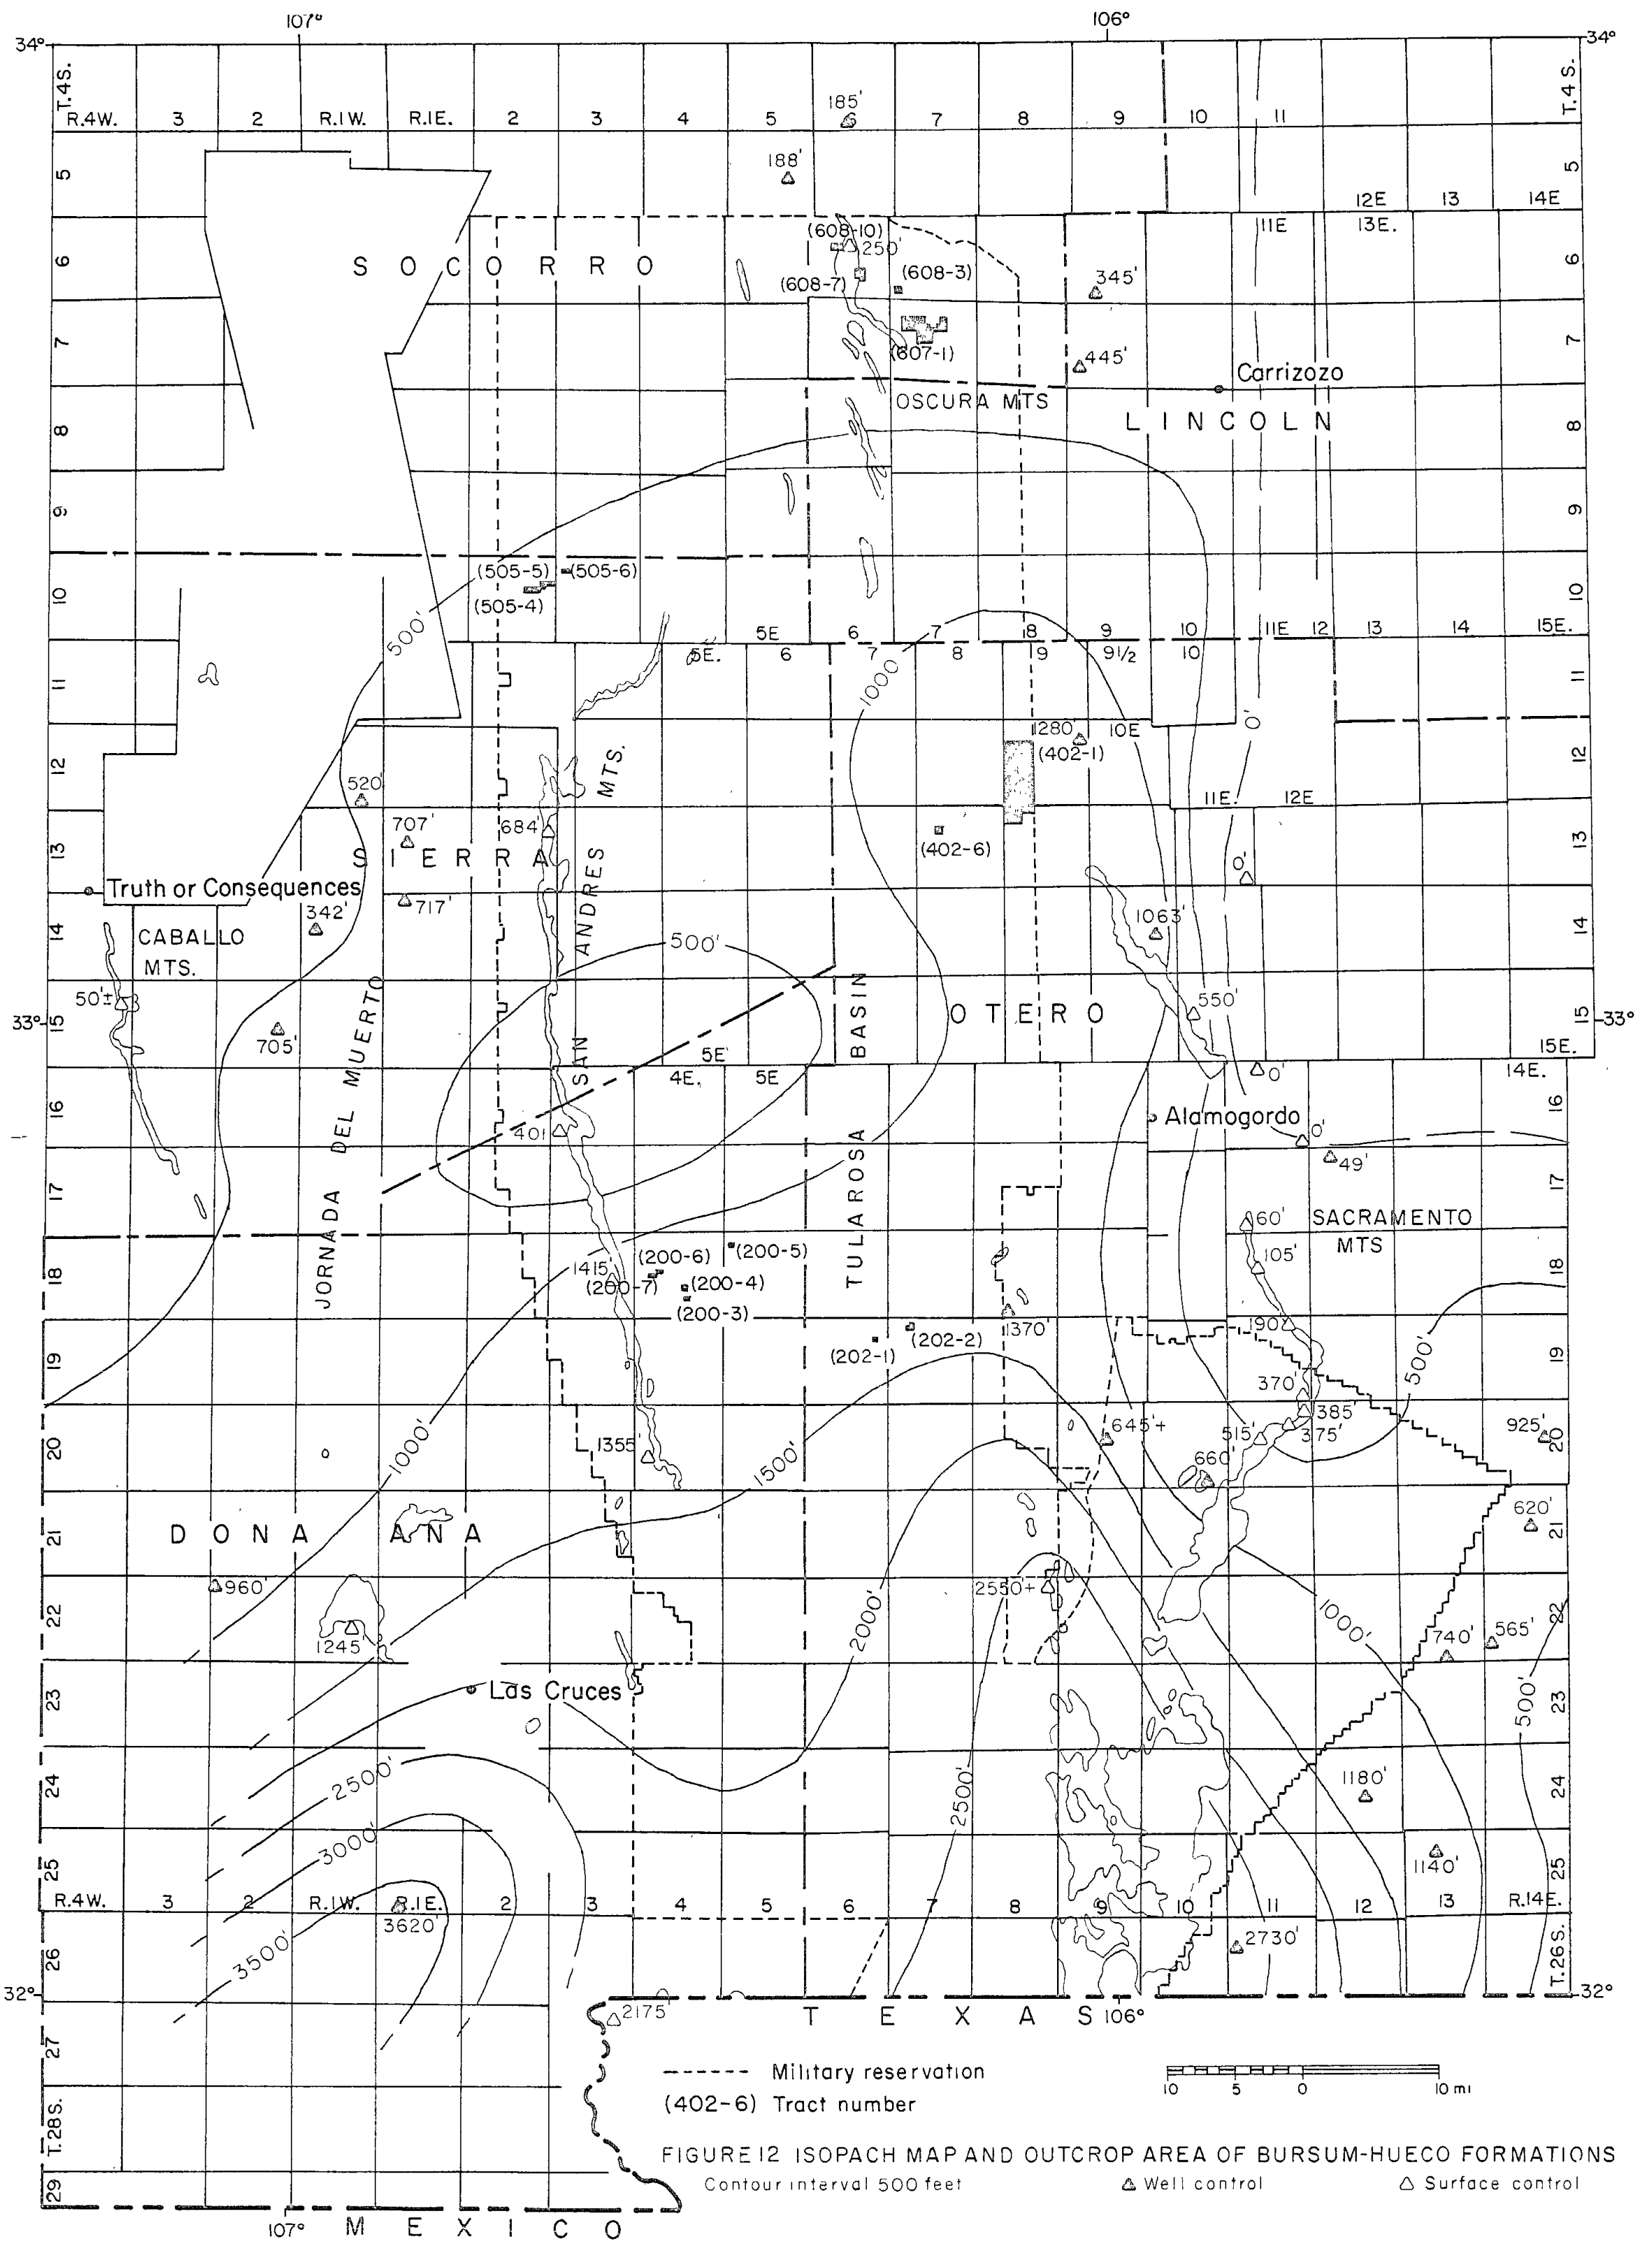 107° 106°
34° 34°
T.4S. T.4S.
R.4W. 3 2 R.1W. R.1E. 2 3 4 5 6 7 8 9 10 11
185'
188'
5 5
12E 13 14E
11E 13E.
(608-10)
250'
S O C O R R O
6 6
(608-7) (608-3)
345'
7 7
(607-1)
445'
Carrizozo
OSCURA MTS
L I N C O L N
8 8
9 9
(505-5) (505-6)
(505-4)
10 10
500'
5E 6 7 8 9 10 11E 12 13 14 15E.
5E. 6 7 8 9 9 1/2 10
1000'
11 11
0'
1280' 10E
(402-1)
MTS.
12 12
520'
11E. 12E
707'
684'
(402-6)
13 13
S I E R R A
0'
Truth or Consequences
717'
342'
ANDRES
1063'
14 14
CABALLO
MTS.
500'
50'±
550'
33° 33°
15 15
705'
O T E R O
BASIN
JORNADA DEL MUERTO
SAN
5E 15E.
4E. 5E 14E.
0'
16 16
401
Alamogordo
0'
49'
17 17
TULAROSA
60'
SACRAMENTO
MTS
105'
(200-6) (200-5)
1415'
18 18
(200-7) (200-4)
(200-3)
1370'
190'
(202-2)
(202-1)
19 19
500'
370'
385'
375'
1000'
645'+
515'
925'
20 20
1355'
1500'
660'
620'
D O N A A N A
21 21
960'
2550'+
22 22
1245'
2000'
1000'
740'
565'
Las Cruces
23 23
500'
2500'
24 24
1180'
2500'
3000'
25 25
1140'
R.4W. 3 2 R.1W. R.1E. 2 3 4 5 6 7 8 9 10 11 12 13 R.14E.
3620'
3500'
2730'
26 T.26S.
32° 32°
2175'
T E X A S
106°
27
T.28S.
29
Military reservation
(402-6) Tract number
10 5 0 10 mi
FIGURE 12 ISOPACH MAP AND OUTCROP AREA OF BURSUM-HUECO FORMATIONS
Contour interval 500 feet Well control Surface control
107°
M E X I C O